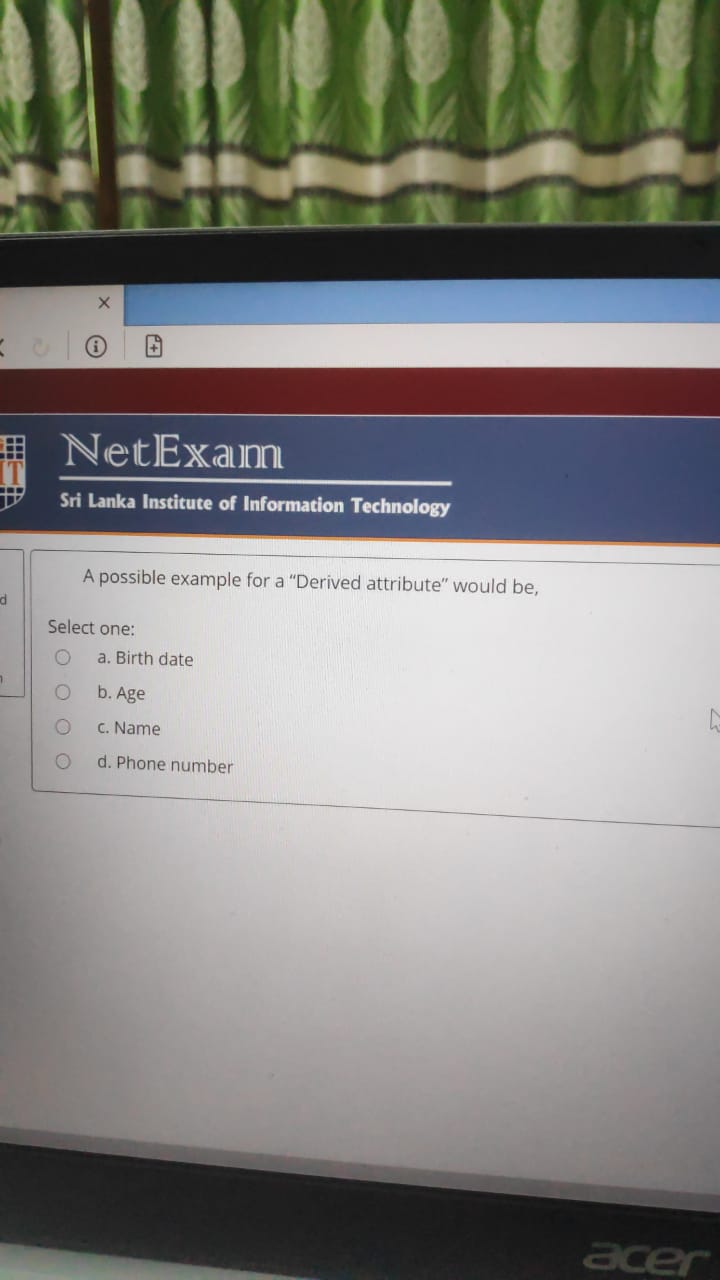 NetExam
Sri Lanka Institute of Information Technology
A possible example for a “Derived attribute” would be,
Select one:
a. Birth date
b. Age
c. Name
d. Phone number
acer